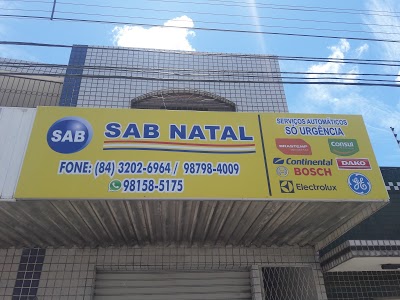 SAB
SAB NATAL
FONE: (84) 3202-6964 / 98798-4009
98158-5175
SERVIÇOS AUTOMÁTICOS
SÓ URGÊNCIA
BRASTEMP
Consul
Continental
DAKO
BOSCH
Electrolux
GE